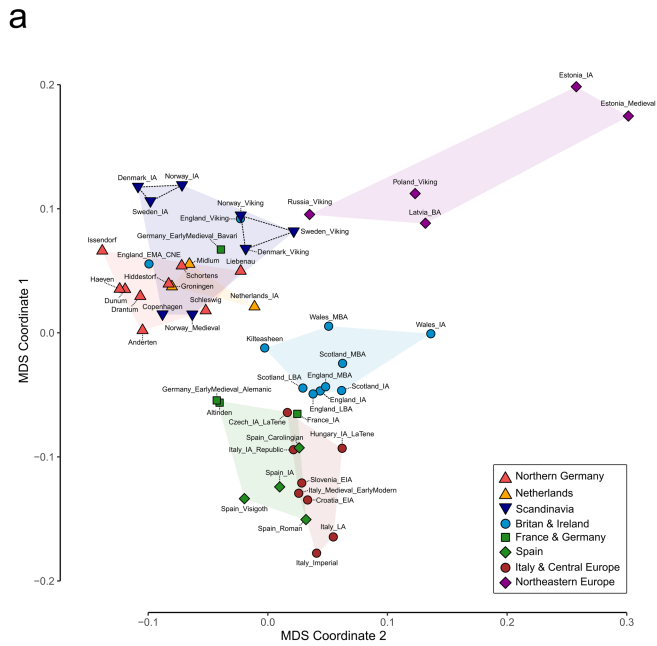 a
Estonia_IA
Estonia_Medieval
0.2
Denmark_IA
Norway_IA
Poland_Viking
Sweden_IA
Norway_Viking
Russia_Viking
Latvia_BA
0.1
England_Viking
Sweden_Viking
Germany_EarlyMedieval_Bavari
Issendorf
England_EMA_CNE
Midlum
Liebenau
Denmark_Viking
Haeven
Hiddestorf
Schortens
Groningen
Dunum
Drantum
Copenhagen
Schleswig
Netherlands_IA
Anderten
Norway_Medieval
Wales_MBA
Wales_IA
0.0
Kilteasheen
Scotland_MBA
Scotland_LBA
England_MBA
Scotland_IA
England_IA
England_LBA
Germany_EarlyMedieval_Alemanic
Altinden
Czech_IA_LaTene
France_IA
Spain_Carolingian
Hungary_IA_LaTene
Italy_IA_Republic
−0.1
Spain_IA
Slovenia_EIA
Italy_Medieval_EarlyModern
Croatia_EIA
Spain_Visigoth
Spain_Roman
Italy_LA
Italy_Imperial
−0.2
MDS Coordinate 1
−0.1
0.0
0.1
0.2
0.3
MDS Coordinate 2
Northern Germany
Netherlands
Scandinavia
Britan & Ireland
France & Germany
Spain
Italy & Central Europe
Northeastern Europe